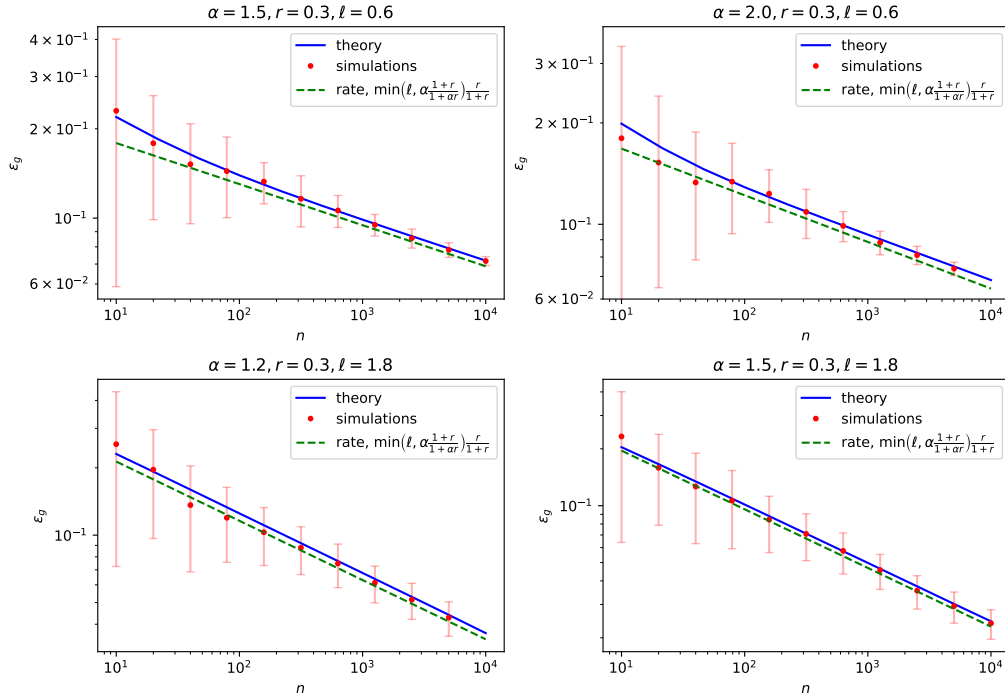 α = 1.5, r = 0.3, ℓ = 0.6
4 × 10⁻¹
3 × 10⁻¹
2 × 10⁻¹
10⁻¹
6 × 10⁻²
ε_g
theory
simulations
rate, min(ℓ, α (1 + r)/(1 + αr)) r/(1 + r)
10¹
10²
10³
10⁴
n
α = 2.0, r = 0.3, ℓ = 0.6
3 × 10⁻¹
2 × 10⁻¹
10⁻¹
6 × 10⁻²
ε_g
theory
simulations
rate, min(ℓ, α (1 + r)/(1 + αr)) r/(1 + r)
10¹
10²
10³
10⁴
n
α = 1.2, r = 0.3, ℓ = 1.8
10⁻¹
ε_g
theory
simulations
rate, min(ℓ, α (1 + r)/(1 + αr)) r/(1 + r)
10¹
10²
10³
10⁴
n
α = 1.5, r = 0.3, ℓ = 1.8
10⁻¹
ε_g
theory
simulations
rate, min(ℓ, α (1 + r)/(1 + αr)) r/(1 + r)
10¹
10²
10³
10⁴
n